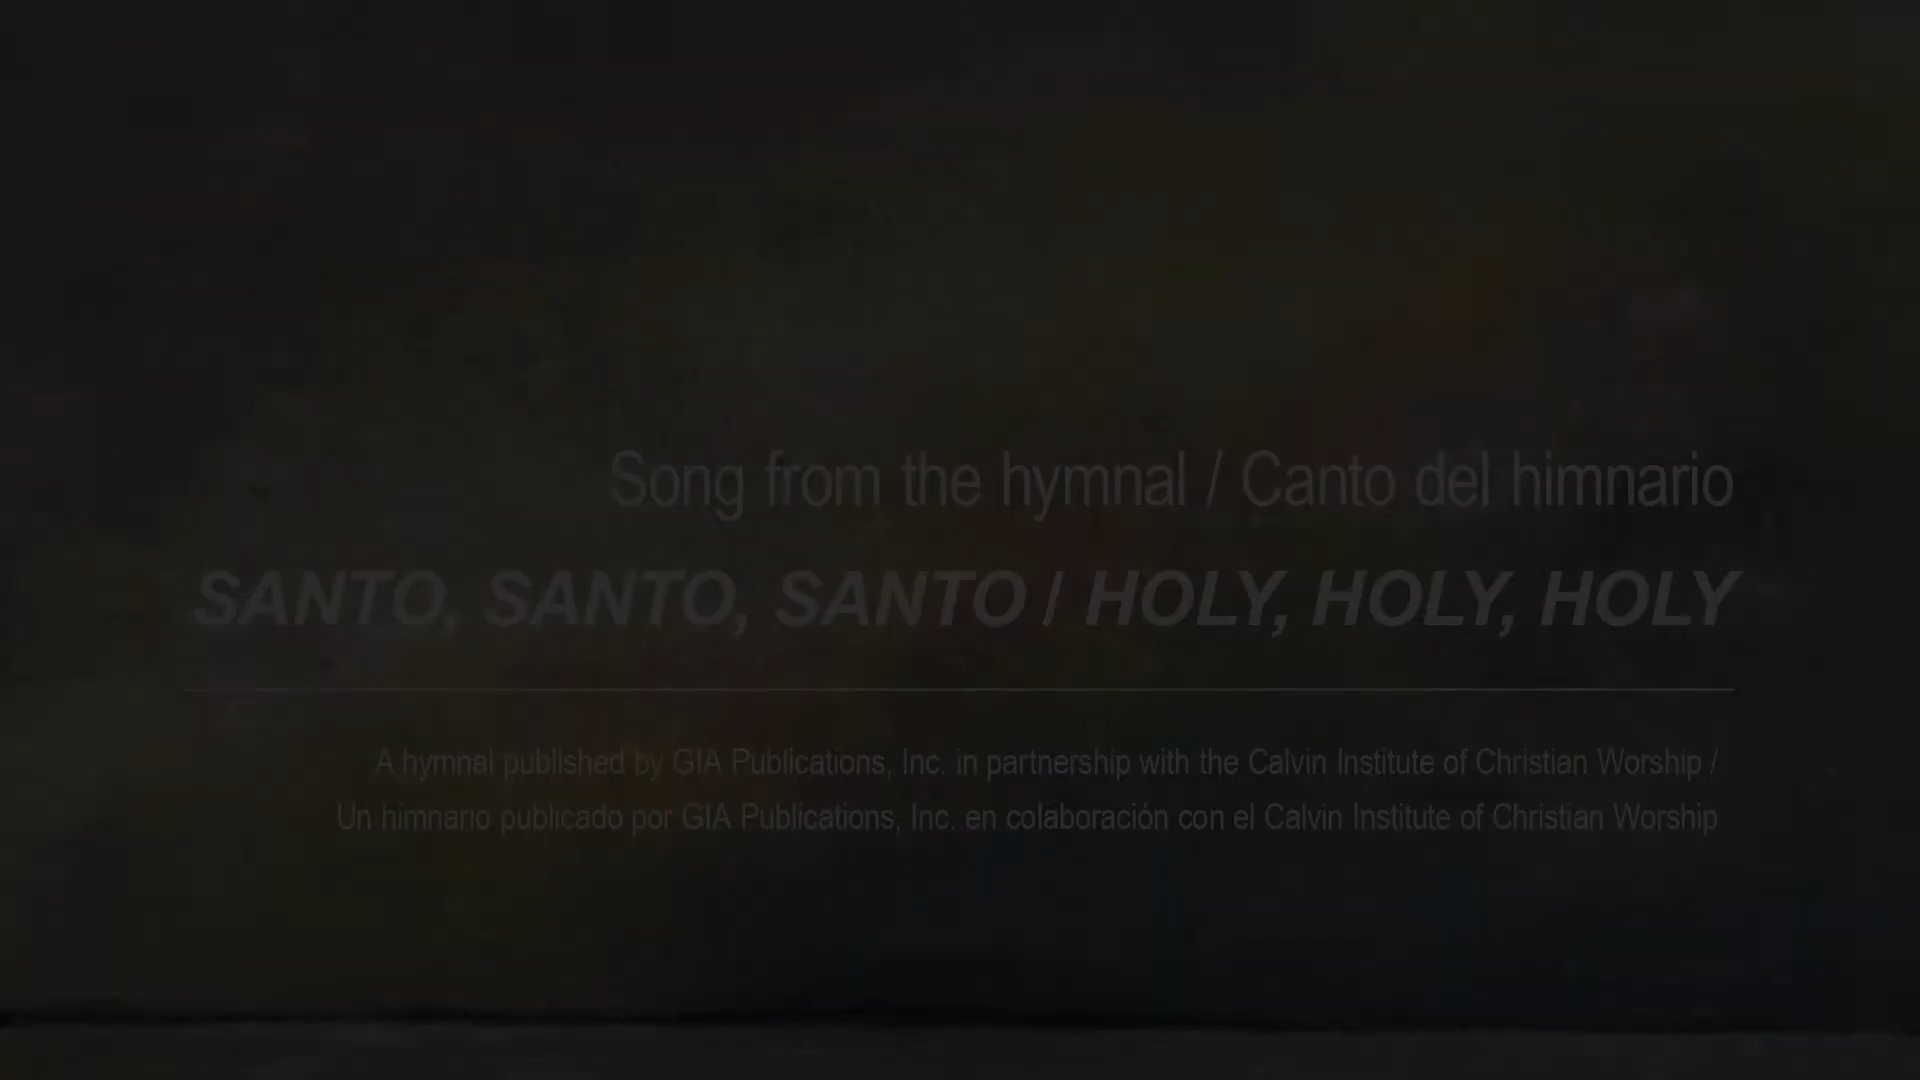 Song from the hymnal / Canto del himnario
SANTO, SANTO, SANTO / HOLY, HOLY, HOLY
A hymnal published by GIA Publications, Inc. in partnership with the Calvin Institute of Christian Worship /
Un himnario publicado por GIA Publications, Inc. en colaboración con el Calvin Institute of Christian Worship